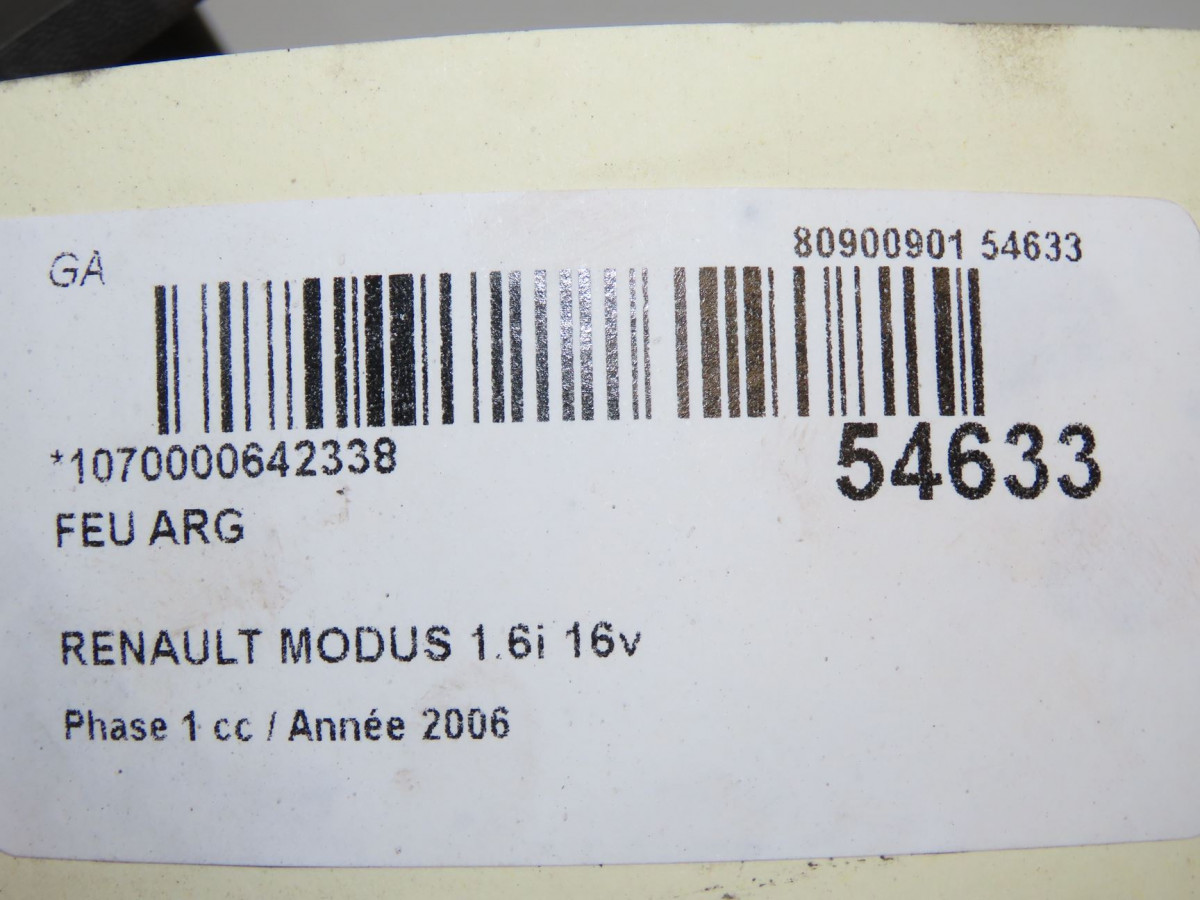 GA
80900901 54633
*1070000642338
54633
FEU ARG
RENAULT MODUS 1.6i 16v
Phase 1 cc / Année 2006